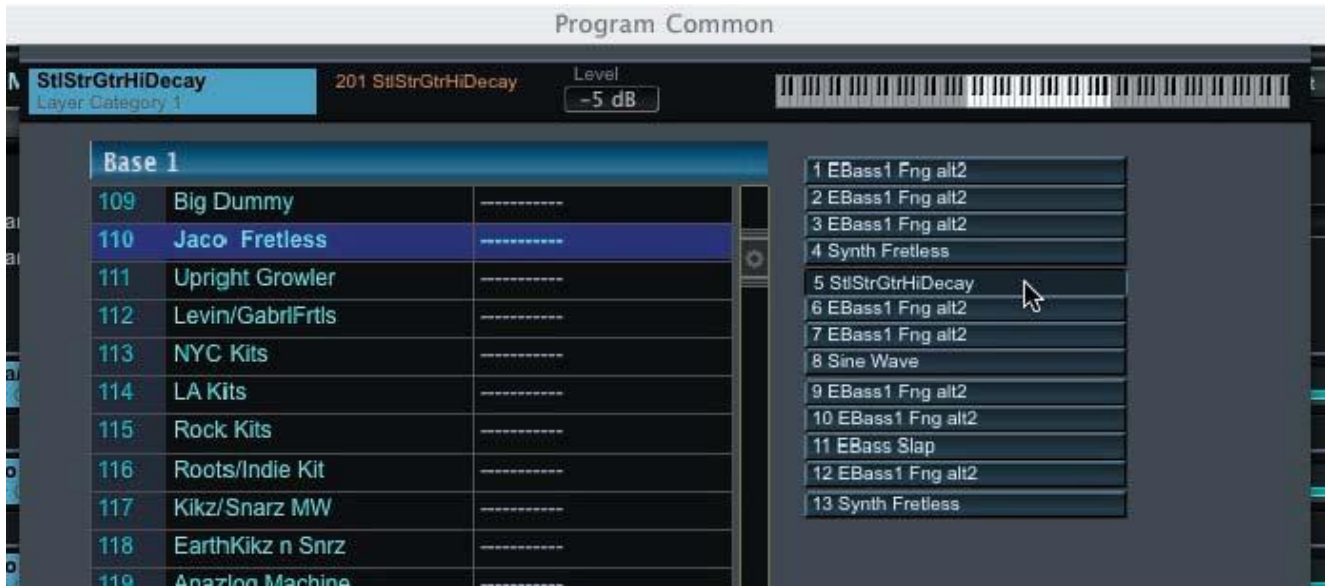 Program Common
StlStrGtrHiDecay
Layer Category 1
201 StlStrGtrHiDecay
Level
-5 dB
Base 1
109 Big Dummy -----------
110 Jaco Fretless -----------
111 Upright Growler -----------
112 Levin/GabrlFrtls -----------
113 NYC Kits -----------
114 LA Kits -----------
115 Rock Kits -----------
116 Roots/Indie Kit -----------
117 Kikz/Snarz MW -----------
118 EarthKikz n Snrz -----------
119 Anazlog Machine -----------
1 EBass1 Fng alt2
2 EBass1 Fng alt2
3 EBass1 Fng alt2
4 Synth Fretless
5 StlStrGtrHiDecay
6 EBass1 Fng alt2
7 EBass1 Fng alt2
8 Sine Wave
9 EBass1 Fng alt2
10 EBass1 Fng alt2
11 EBass Slap
12 EBass1 Fng alt2
13 Synth Fretless